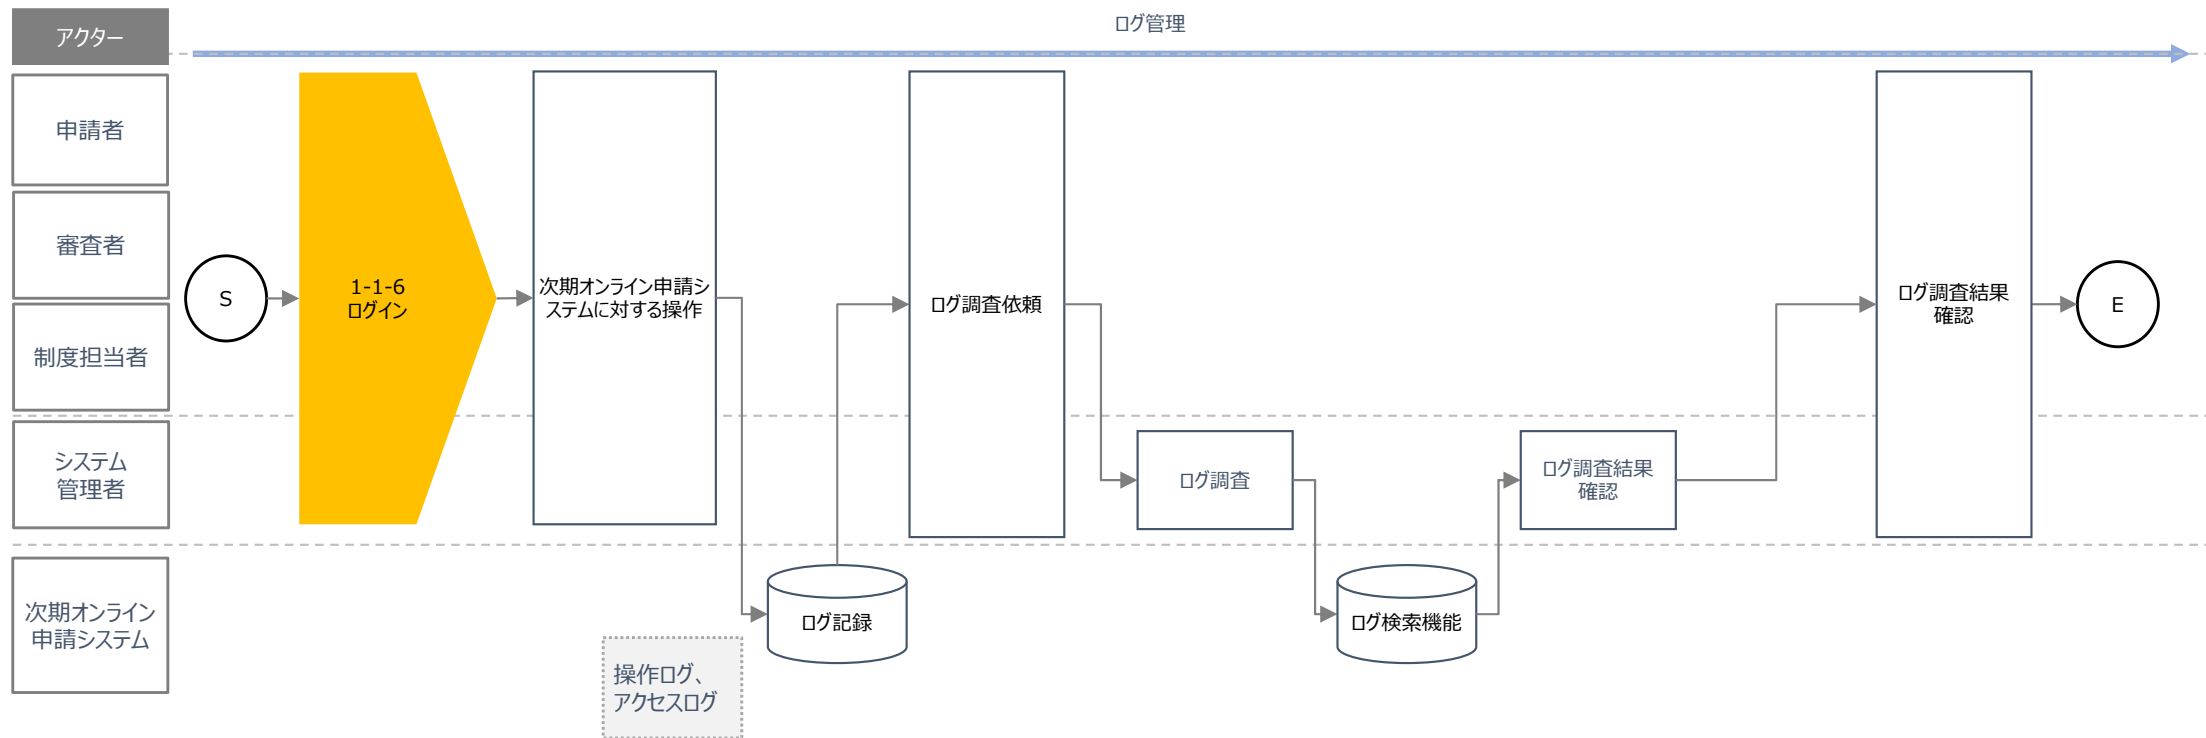 アクター
ログ管理
申請者
審査者
制度担当者
システム
管理者
次期オンライン
申請システム
S
1-1-6
ログイン
次期オンライン申請シ
ステムに対する操作
操作ログ、
アクセスログ
ログ記録
ログ調査依頼
ログ調査
ログ検索機能
ログ調査結果
確認
ログ調査結果
確認
E